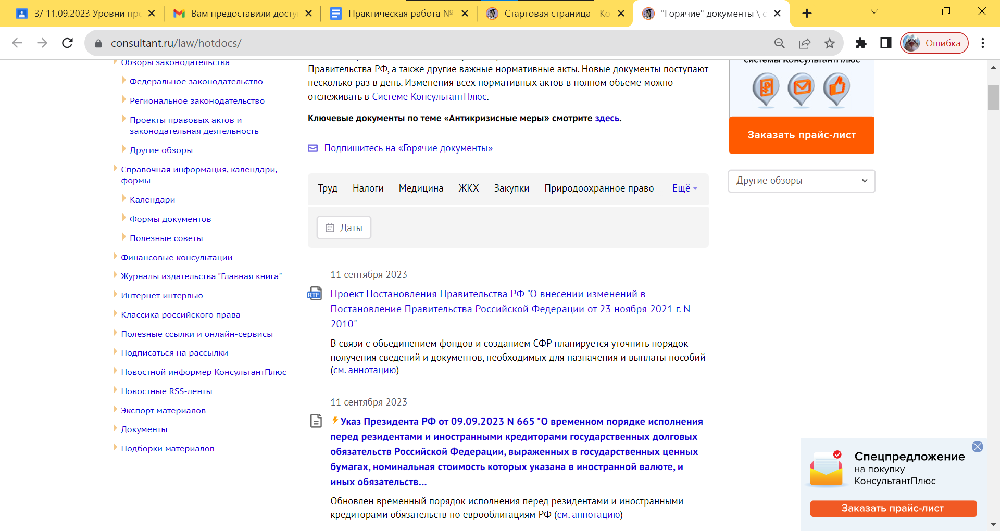 3/ 11.09.2023 Уровни пр
Вам предоставили досту
Практическая работа №
Стартовая страница - Ко
"Горячие" документы \ с
consultant.ru/law/hotdocs/
Ошибка
Обзоры законодательства
Федеральное законодательство
Региональное законодательство
Проекты правовых актов и
законодательная деятельность
Другие обзоры
Справочная информация, календари,
формы
Календари
Формы документов
Полезные советы
Финансовые консультации
Журналы издательства "Главная книга"
Интернет-интервью
Классика российского права
Полезные ссылки и онлайн-сервисы
Подписаться на рассылки
Новостной информер КонсультантПлюс
Новостные RSS-ленты
Экспорт материалов
Документы
Подборки материалов
Правительства РФ, а также другие важные нормативные акты. Новые документы поступают
несколько раз в день. Изменения всех нормативных актов в полном объеме можно
отслеживать в Системе КонсультантПлюс.
Ключевые документы по теме «Антикризисные меры» смотрите здесь.
Подпишитесь на «Горячие документы»
Труд Налоги Медицина ЖКХ Закупки Природоохранное право Ещё
Даты
11 сентября 2023
RTF
Проект Постановления Правительства РФ "О внесении изменений в
Постановление Правительства Российской Федерации от 23 ноября 2021 г. N
2010"
В связи с объединением фондов и созданием СФР планируется уточнить порядок
получения сведений и документов, необходимых для назначения и выплаты пособий
(см. аннотацию)
11 сентября 2023
Указ Президента РФ от 09.09.2023 N 665 "О временном порядке исполнения
перед резидентами и иностранными кредиторами государственных долговых
обязательств Российской Федерации, выраженных в государственных ценных
бумагах, номинальная стоимость которых указана в иностранной валюте, и
иных обязательств...
Обновлен временный порядок исполнения перед резидентами и иностранными
кредиторами обязательств по еврооблигациям РФ (см. аннотацию)
системы КонсультантПлюс
Заказать прайс-лист
Другие обзоры
Спецпредложение
на покупку
КонсультантПлюс
Заказать прайс-лист